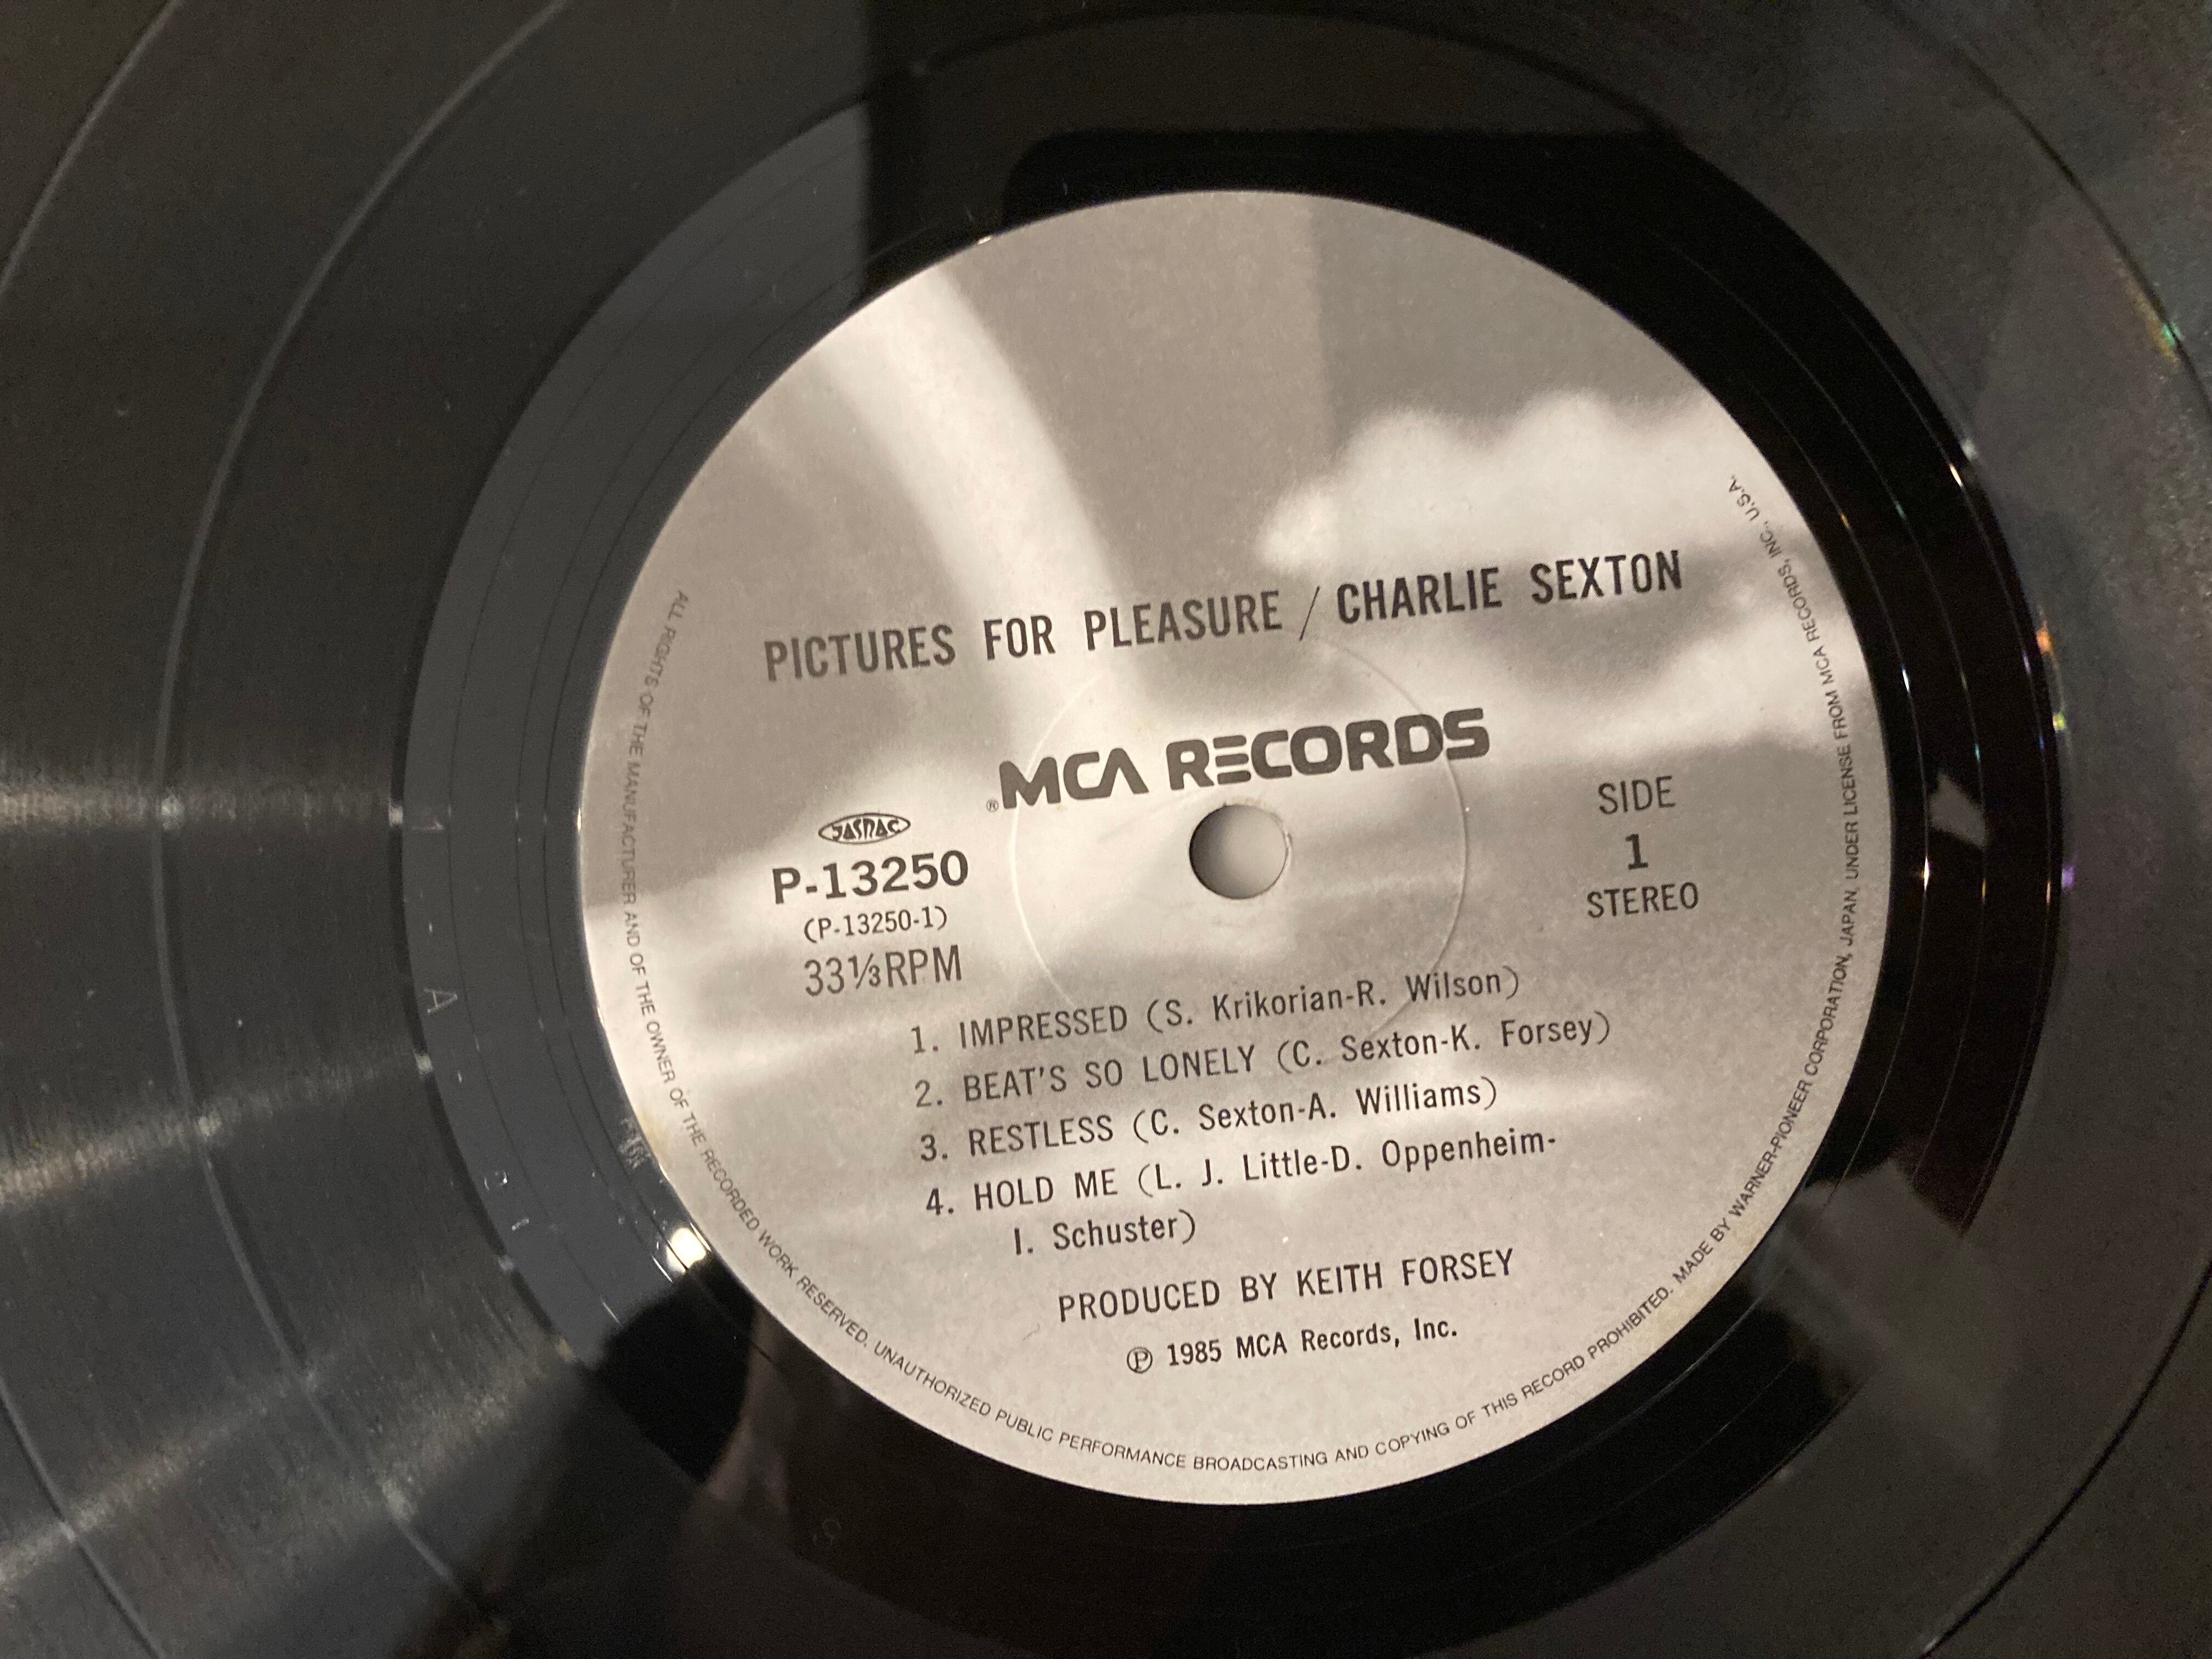 PICTURES FOR PLEASURE / CHARLIE SEXTON
® MCA RECORDS
JASRAC
P-13250
(P-13250-1)
33⅓RPM
SIDE
1
STEREO
1. IMPRESSED (S. Krikorian-R. Wilson)
2. BEAT'S SO LONELY (C. Sexton-K. Forsey)
3. RESTLESS (C. Sexton-A. Williams)
4. HOLD ME (L. J. Little-D. Oppenheim-
I. Schuster)
PRODUCED BY KEITH FORSEY
Ⓟ 1985 MCA Records, Inc.
ALL RIGHTS OF THE MANUFACTURER AND OF THE OWNER OF THE RECORDED WORK RESERVED. UNAUTHORIZED PUBLIC PERFORMANCE BROADCASTING AND COPYING OF THIS RECORD PROHIBITED. MADE BY WARNER-PIONEER CORPORATION, JAPAN, UNDER LICENSE FROM MCA RECORDS, INC., U.S.A.